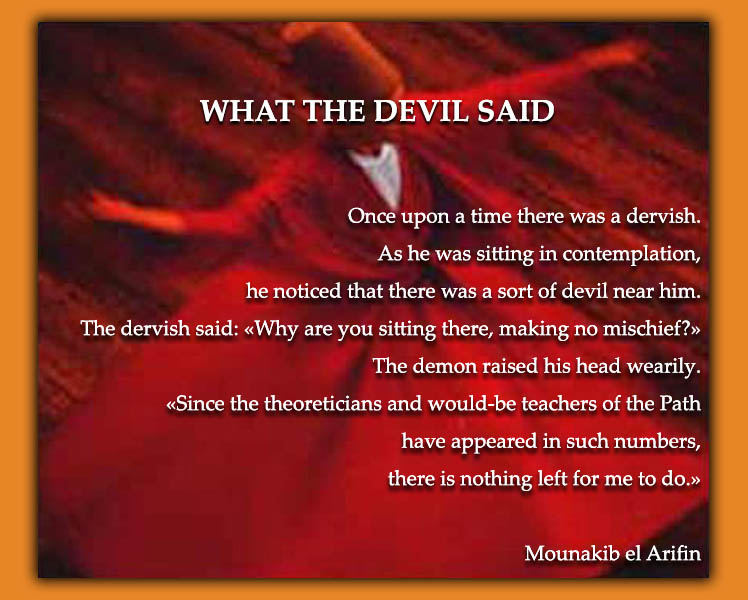 WHAT THE DEVIL SAID
Once upon a time there was a dervish.
As he was sitting in contemplation,
he noticed that there was a sort of devil near him.
The dervish said: «Why are you sitting there, making no mischief?»
The demon raised his head wearily.
«Since the theoreticians and would-be teachers of the Path
have appeared in such numbers,
there is nothing left for me to do.»
Mounakib el Arifin